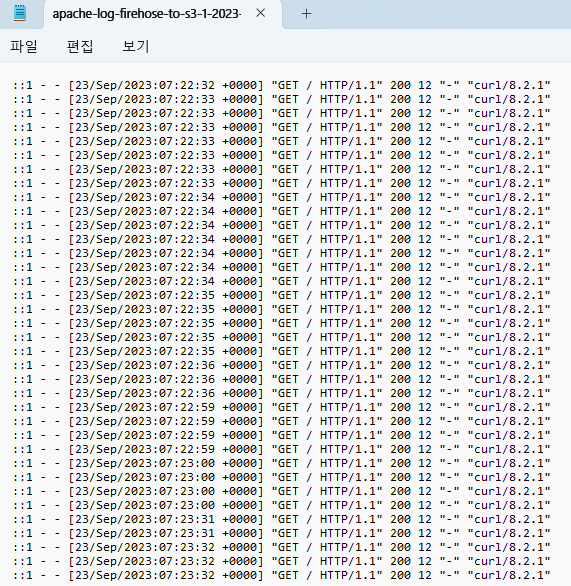 apache-log-firehose-to-s3-1-2023-
파일 편집 보기
::1 - - [23/Sep/2023:07:22:32 +0000] "GET / HTTP/1.1" 200 12 "-" "curl/8.2.1"
::1 - - [23/Sep/2023:07:22:33 +0000] "GET / HTTP/1.1" 200 12 "-" "curl/8.2.1"
::1 - - [23/Sep/2023:07:22:33 +0000] "GET / HTTP/1.1" 200 12 "-" "curl/8.2.1"
::1 - - [23/Sep/2023:07:22:33 +0000] "GET / HTTP/1.1" 200 12 "-" "curl/8.2.1"
::1 - - [23/Sep/2023:07:22:33 +0000] "GET / HTTP/1.1" 200 12 "-" "curl/8.2.1"
::1 - - [23/Sep/2023:07:22:33 +0000] "GET / HTTP/1.1" 200 12 "-" "curl/8.2.1"
::1 - - [23/Sep/2023:07:22:33 +0000] "GET / HTTP/1.1" 200 12 "-" "curl/8.2.1"
::1 - - [23/Sep/2023:07:22:33 +0000] "GET / HTTP/1.1" 200 12 "-" "curl/8.2.1"
::1 - - [23/Sep/2023:07:22:34 +0000] "GET / HTTP/1.1" 200 12 "-" "curl/8.2.1"
::1 - - [23/Sep/2023:07:22:34 +0000] "GET / HTTP/1.1" 200 12 "-" "curl/8.2.1"
::1 - - [23/Sep/2023:07:22:34 +0000] "GET / HTTP/1.1" 200 12 "-" "curl/8.2.1"
::1 - - [23/Sep/2023:07:22:34 +0000] "GET / HTTP/1.1" 200 12 "-" "curl/8.2.1"
::1 - - [23/Sep/2023:07:22:34 +0000] "GET / HTTP/1.1" 200 12 "-" "curl/8.2.1"
::1 - - [23/Sep/2023:07:22:34 +0000] "GET / HTTP/1.1" 200 12 "-" "curl/8.2.1"
::1 - - [23/Sep/2023:07:22:34 +0000] "GET / HTTP/1.1" 200 12 "-" "curl/8.2.1"
::1 - - [23/Sep/2023:07:22:35 +0000] "GET / HTTP/1.1" 200 12 "-" "curl/8.2.1"
::1 - - [23/Sep/2023:07:22:35 +0000] "GET / HTTP/1.1" 200 12 "-" "curl/8.2.1"
::1 - - [23/Sep/2023:07:22:35 +0000] "GET / HTTP/1.1" 200 12 "-" "curl/8.2.1"
::1 - - [23/Sep/2023:07:22:35 +0000] "GET / HTTP/1.1" 200 12 "-" "curl/8.2.1"
::1 - - [23/Sep/2023:07:22:35 +0000] "GET / HTTP/1.1" 200 12 "-" "curl/8.2.1"
::1 - - [23/Sep/2023:07:22:36 +0000] "GET / HTTP/1.1" 200 12 "-" "curl/8.2.1"
::1 - - [23/Sep/2023:07:22:36 +0000] "GET / HTTP/1.1" 200 12 "-" "curl/8.2.1"
::1 - - [23/Sep/2023:07:22:36 +0000] "GET / HTTP/1.1" 200 12 "-" "curl/8.2.1"
::1 - - [23/Sep/2023:07:22:59 +0000] "GET / HTTP/1.1" 200 12 "-" "curl/8.2.1"
::1 - - [23/Sep/2023:07:22:59 +0000] "GET / HTTP/1.1" 200 12 "-" "curl/8.2.1"
::1 - - [23/Sep/2023:07:22:59 +0000] "GET / HTTP/1.1" 200 12 "-" "curl/8.2.1"
::1 - - [23/Sep/2023:07:22:59 +0000] "GET / HTTP/1.1" 200 12 "-" "curl/8.2.1"
::1 - - [23/Sep/2023:07:23:00 +0000] "GET / HTTP/1.1" 200 12 "-" "curl/8.2.1"
::1 - - [23/Sep/2023:07:23:00 +0000] "GET / HTTP/1.1" 200 12 "-" "curl/8.2.1"
::1 - - [23/Sep/2023:07:23:00 +0000] "GET / HTTP/1.1" 200 12 "-" "curl/8.2.1"
::1 - - [23/Sep/2023:07:23:00 +0000] "GET / HTTP/1.1" 200 12 "-" "curl/8.2.1"
::1 - - [23/Sep/2023:07:23:31 +0000] "GET / HTTP/1.1" 200 12 "-" "curl/8.2.1"
::1 - - [23/Sep/2023:07:23:31 +0000] "GET / HTTP/1.1" 200 12 "-" "curl/8.2.1"
::1 - - [23/Sep/2023:07:23:32 +0000] "GET / HTTP/1.1" 200 12 "-" "curl/8.2.1"
::1 - - [23/Sep/2023:07:23:32 +0000] "GET / HTTP/1.1" 200 12 "-" "curl/8.2.1"
::1 - - [23/Sep/2023:07:23:32 +0000] "GET / HTTP/1.1" 200 12 "-" "curl/8.2.1"